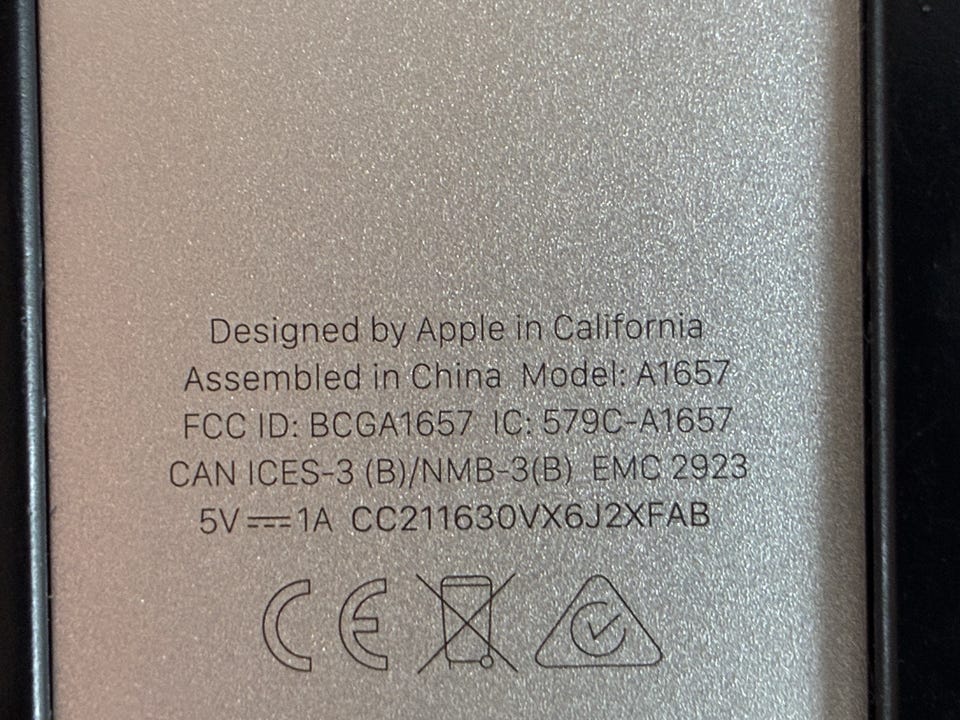 Designed by Apple in California
Assembled in China Model: A1657
FCC ID: BCGA1657 IC: 579C-A1657
CAN ICES-3 (B)/NMB-3(B) EMC 2923
5V⎓1A CC211630VX6J2XFAB
CE